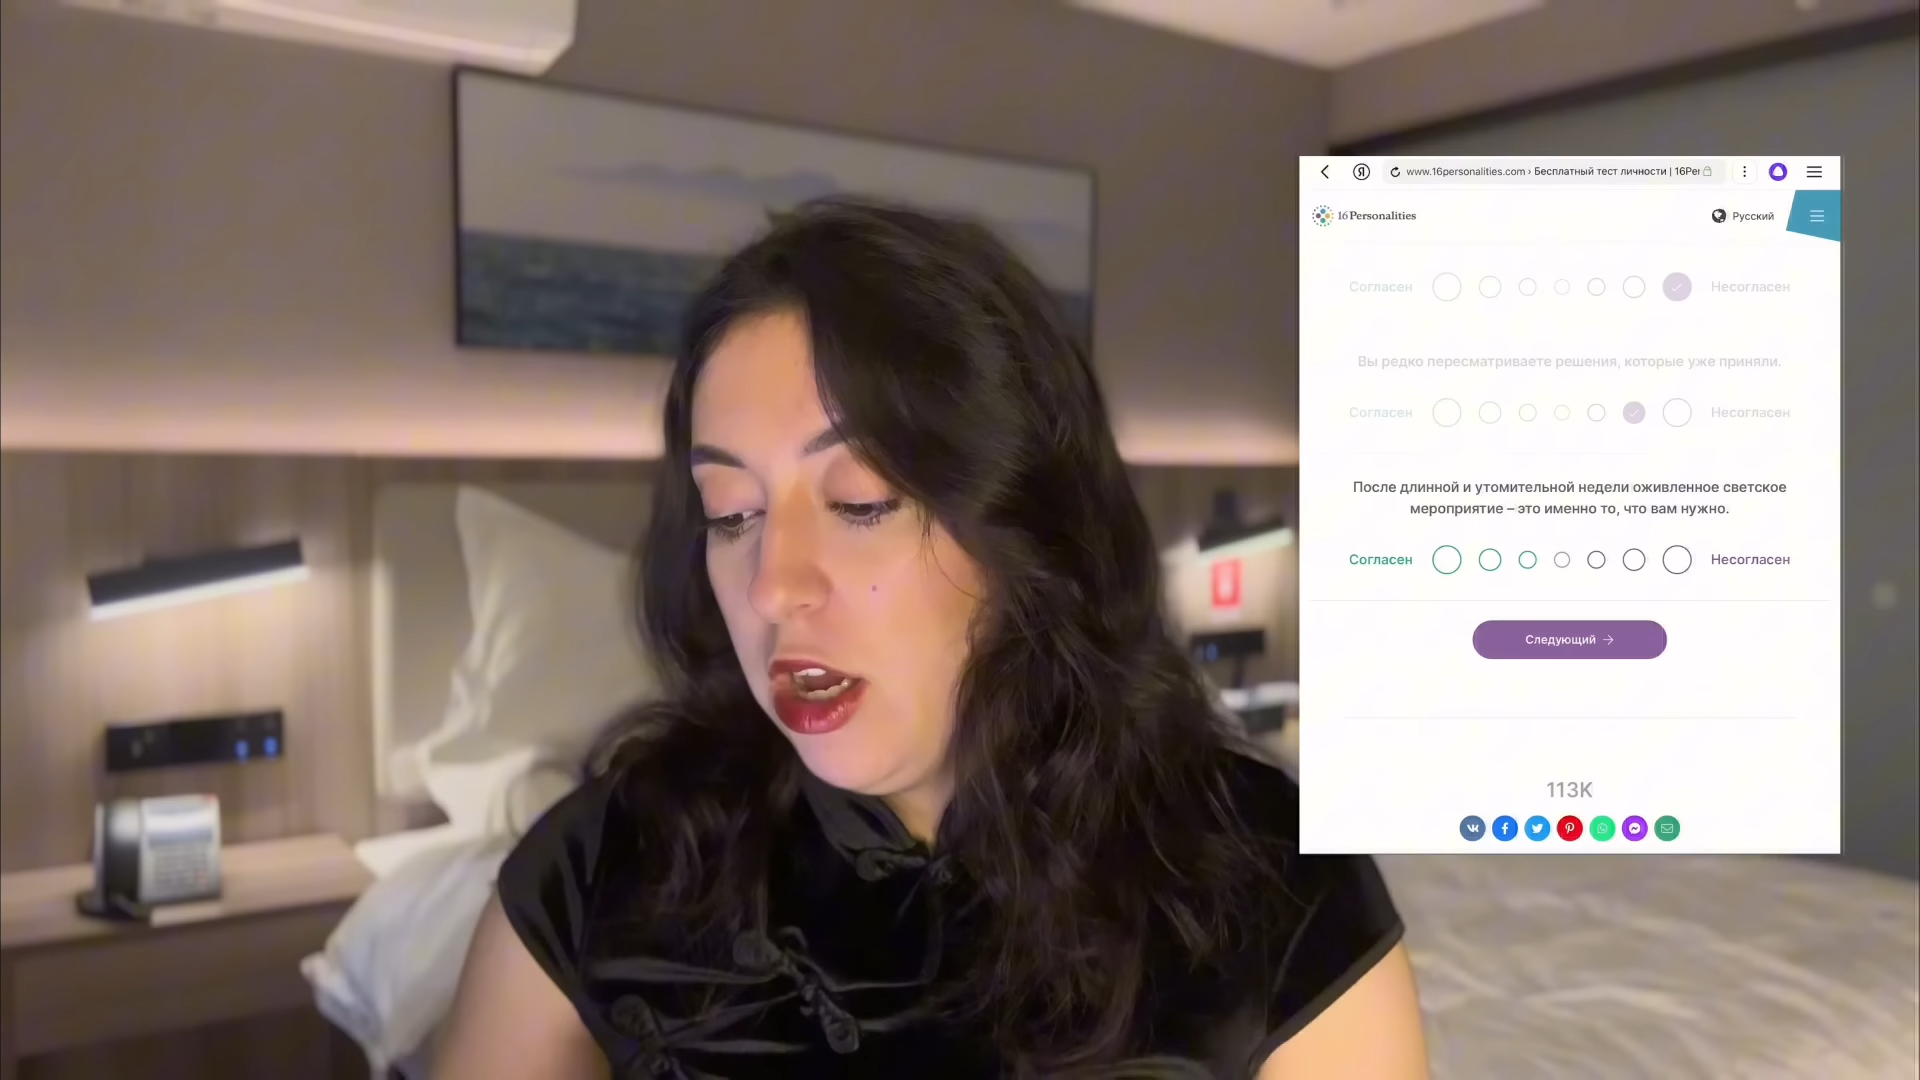 www.16personalities.com › Бесплатный тест личности | 16Per
16Personalities
Русский
Согласен
Несогласен
Вы редко пересматриваете решения, которые уже приняли.
Согласен
Несогласен
После длинной и утомительной недели оживленное светское
мероприятие – это именно то, что вам нужно.
Согласен
Несогласен
Следующий →
113K